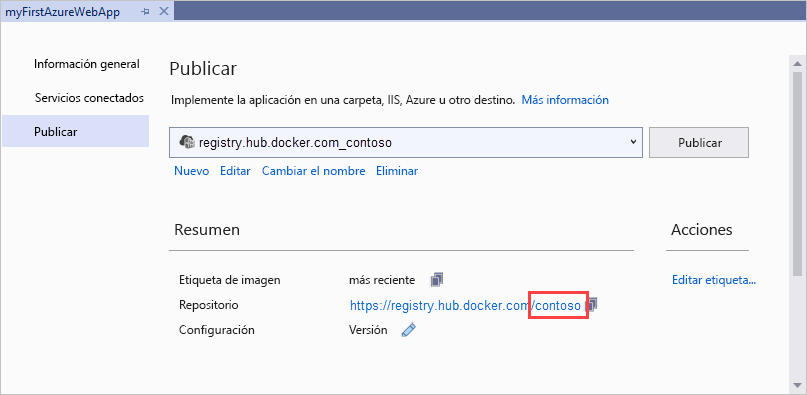 myFirstAzureWebApp
Información general
Servicios conectados
Publicar
Publicar
Implemente la aplicación en una carpeta, IIS, Azure u otro destino. Más información
registry.hub.docker.com_contoso
Publicar
Nuevo Editar Cambiar el nombre Eliminar
Resumen
Acciones
Etiqueta de imagen más reciente
Editar etiqueta...
Repositorio https://registry.hub.docker.com/contoso
Configuración Versión